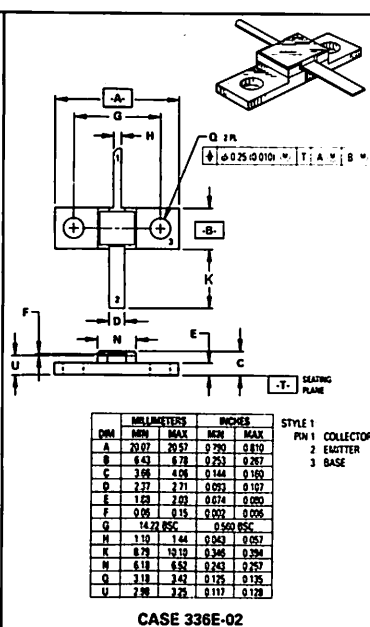 -A-
G
H
1
Q 2 PL
⌀ 0.25 (0.010) Ⓜ T A Ⓜ B Ⓜ
3
-B-
K
2
D
N
F
E
U
C
-T- SEATING PLANE
MILLIMETERS INCHES
DIM MIN MAX MIN MAX
A 20.07 20.57 0.790 0.810
B 6.43 6.78 0.253 0.267
C 3.66 4.06 0.144 0.160
D 2.37 2.71 0.093 0.107
E 1.88 2.03 0.074 0.080
F 0.06 0.15 0.002 0.006
G 14.22 BSC 0.560 BSC
H 1.10 1.44 0.043 0.057
K 8.79 10.10 0.346 0.394
N 6.18 6.52 0.243 0.257
Q 3.18 3.42 0.125 0.135
U 2.98 3.25 0.117 0.128
STYLE 1
PIN 1 COLLECTOR
2 EMITTER
3 BASE
CASE 336E-02